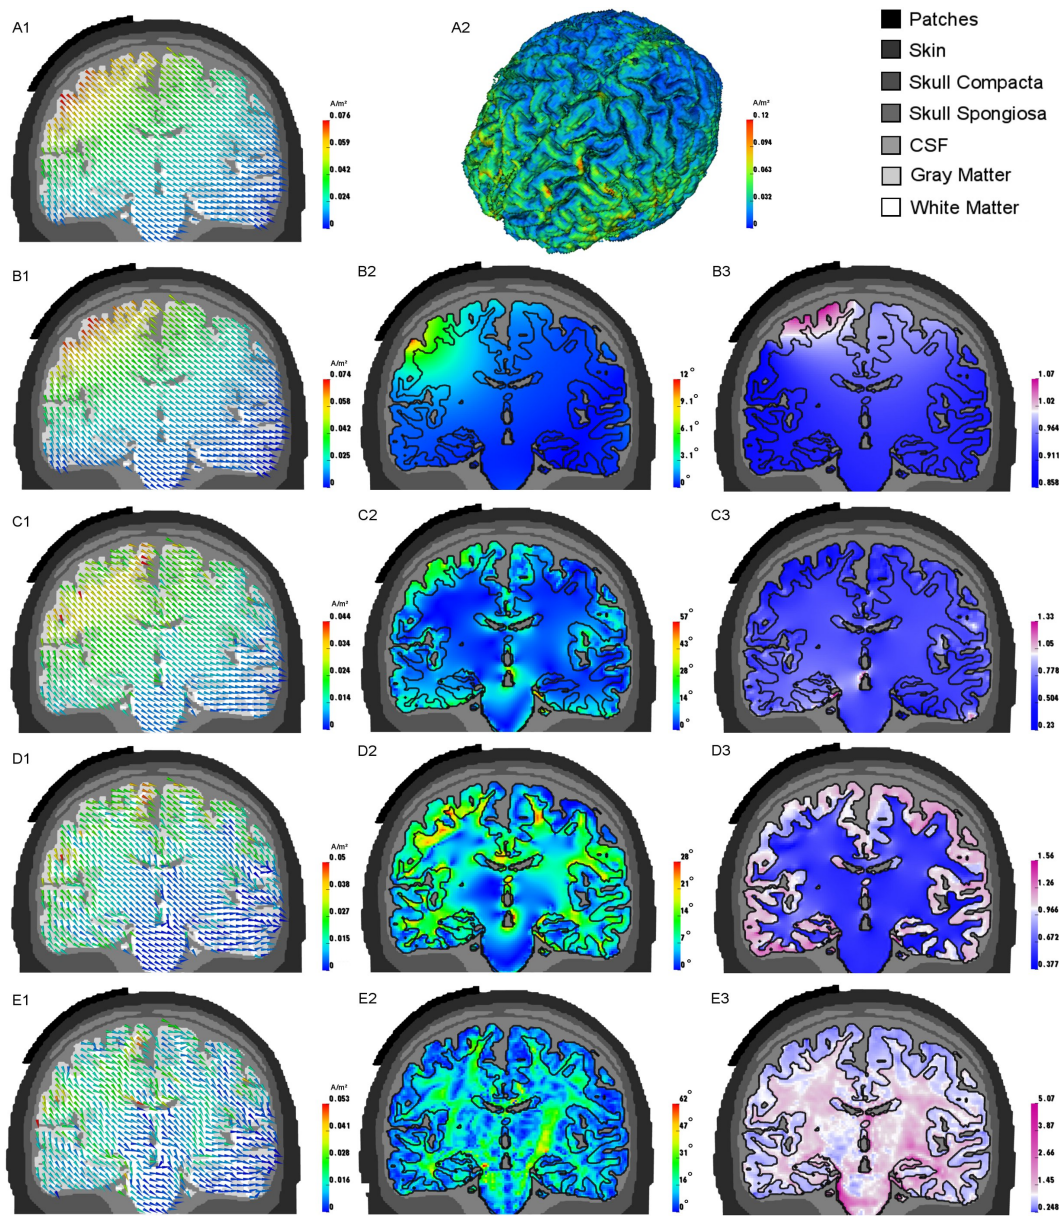 A1
A2
Patches
Skin
Skull Compacta
Skull Spongiosa
CSF
Gray Matter
White Matter
A/m²
0.076
0.059
0.042
0.024
0
A/m²
0.12
0.094
0.063
0.031
0
B1
B2
B3
A/m²
0.074
0.058
0.042
0.025
0
12°
9.1°
6.1°
3.1°
0°
1.07
1.02
0.964
0.911
0.858
C1
C2
C3
A/m²
0.044
0.034
0.024
0.014
0
57°
43°
28°
14°
0°
1.33
1.05
0.778
0.504
0.23
D1
D2
D3
A/m²
0.05
0.038
0.027
0.015
0
28°
21°
14°
7°
0°
1.56
1.26
0.966
0.672
0.377
E1
E2
E3
A/m²
0.053
0.041
0.029
0.016
0
62°
47°
31°
16°
0°
5.07
3.87
2.66
1.45
0.248